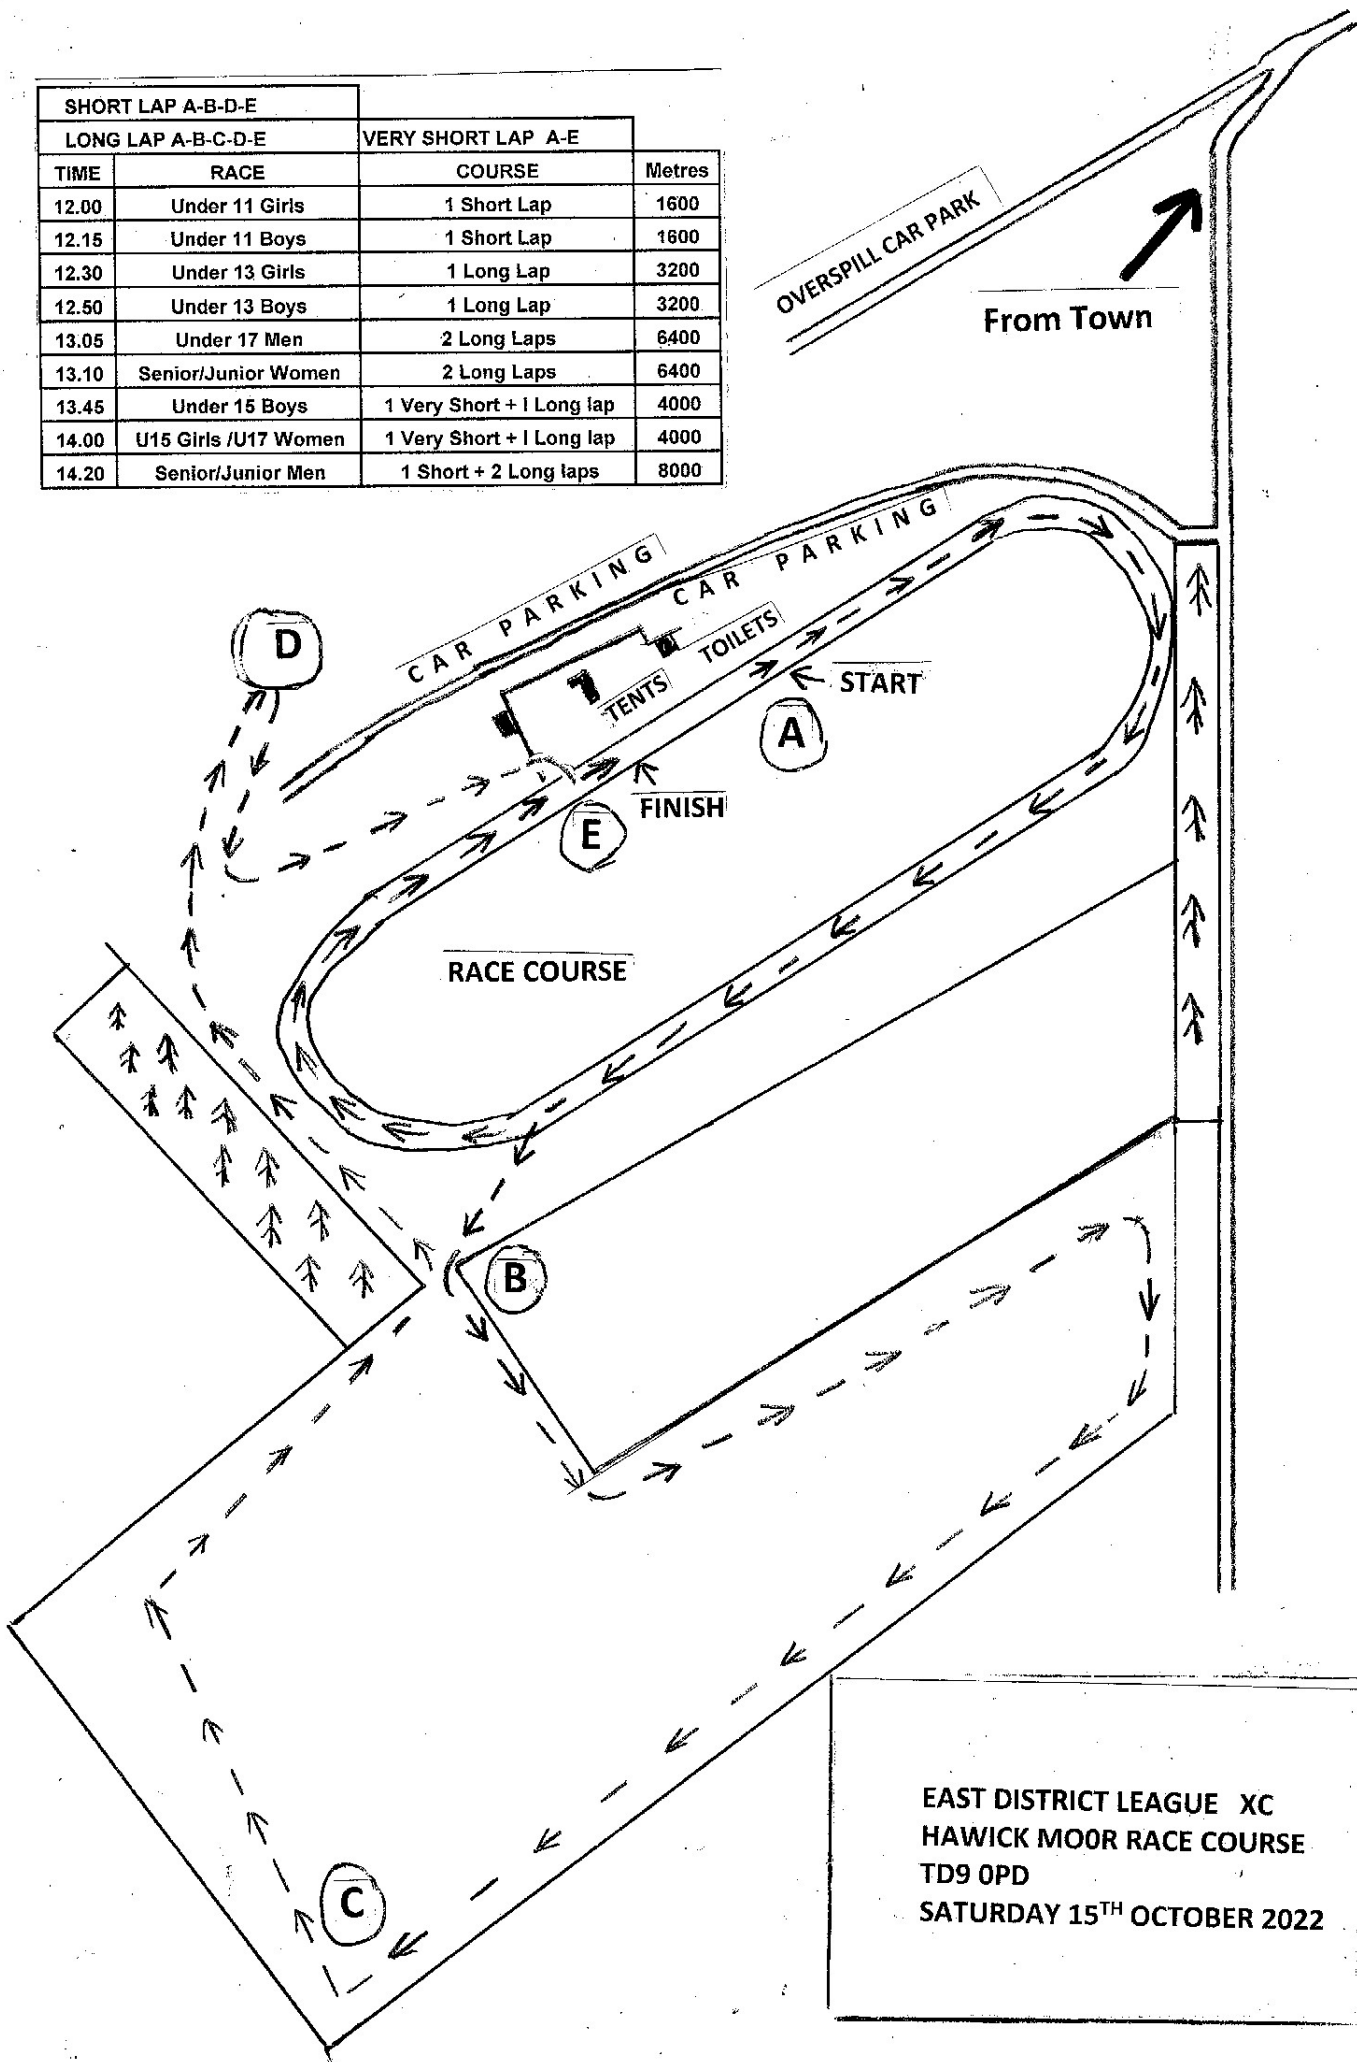 SHORT LAP A-B-D-E
LONG LAP A-B-C-D-E VERY SHORT LAP A-E
TIME RACE COURSE Metres
12.00 Under 11 Girls 1 Short Lap 1600
12.15 Under 11 Boys 1 Short Lap 1600
12.30 Under 13 Girls 1 Long Lap 3200
12.50 Under 13 Boys 1 Long Lap 3200
13.05 Under 17 Men 2 Long Laps 6400
13.10 Senior/Junior Women 2 Long Laps 6400
13.45 Under 15 Boys 1 Very Short + I Long lap 4000
14.00 U15 Girls /U17 Women 1 Very Short + I Long lap 4000
14.20 Senior/Junior Men 1 Short + 2 Long laps 8000
OVERSPILL CAR PARK
From Town
CAR PARKING
CAR PARKING
D
TOILETS
TENTS
START
A
FINISH
E
RACE COURSE
B
C
EAST DISTRICT LEAGUE XC
HAWICK MO0R RACE COURSE
TD9 0PD
SATURDAY 15TH OCTOBER 2022